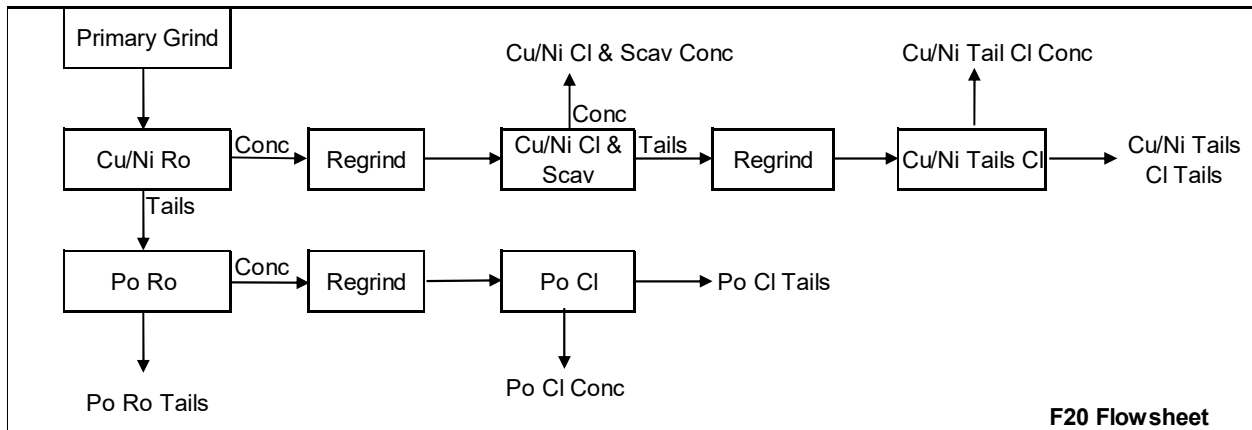 Primary Grind
Cu/Ni Cl & Scav Conc
Cu/Ni Tail Cl Conc
Conc
Conc
Tails
Cu/Ni Ro
Regrind
Cu/Ni Cl &
Scav
Regrind
Cu/Ni Tails Cl
Cu/Ni Tails
Cl Tails
Tails
Conc
Po Ro
Regrind
Po Cl
Po Cl Tails
Po Ro Tails
Po Cl Conc
F20 Flowsheet